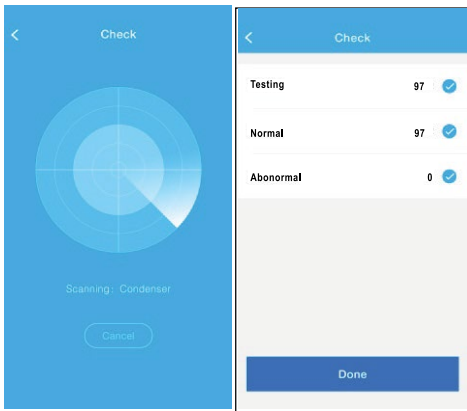 Check
Scanning: Condenser
Cancel
Check
Testing 97
Normal 97
Abonormal 0
Done